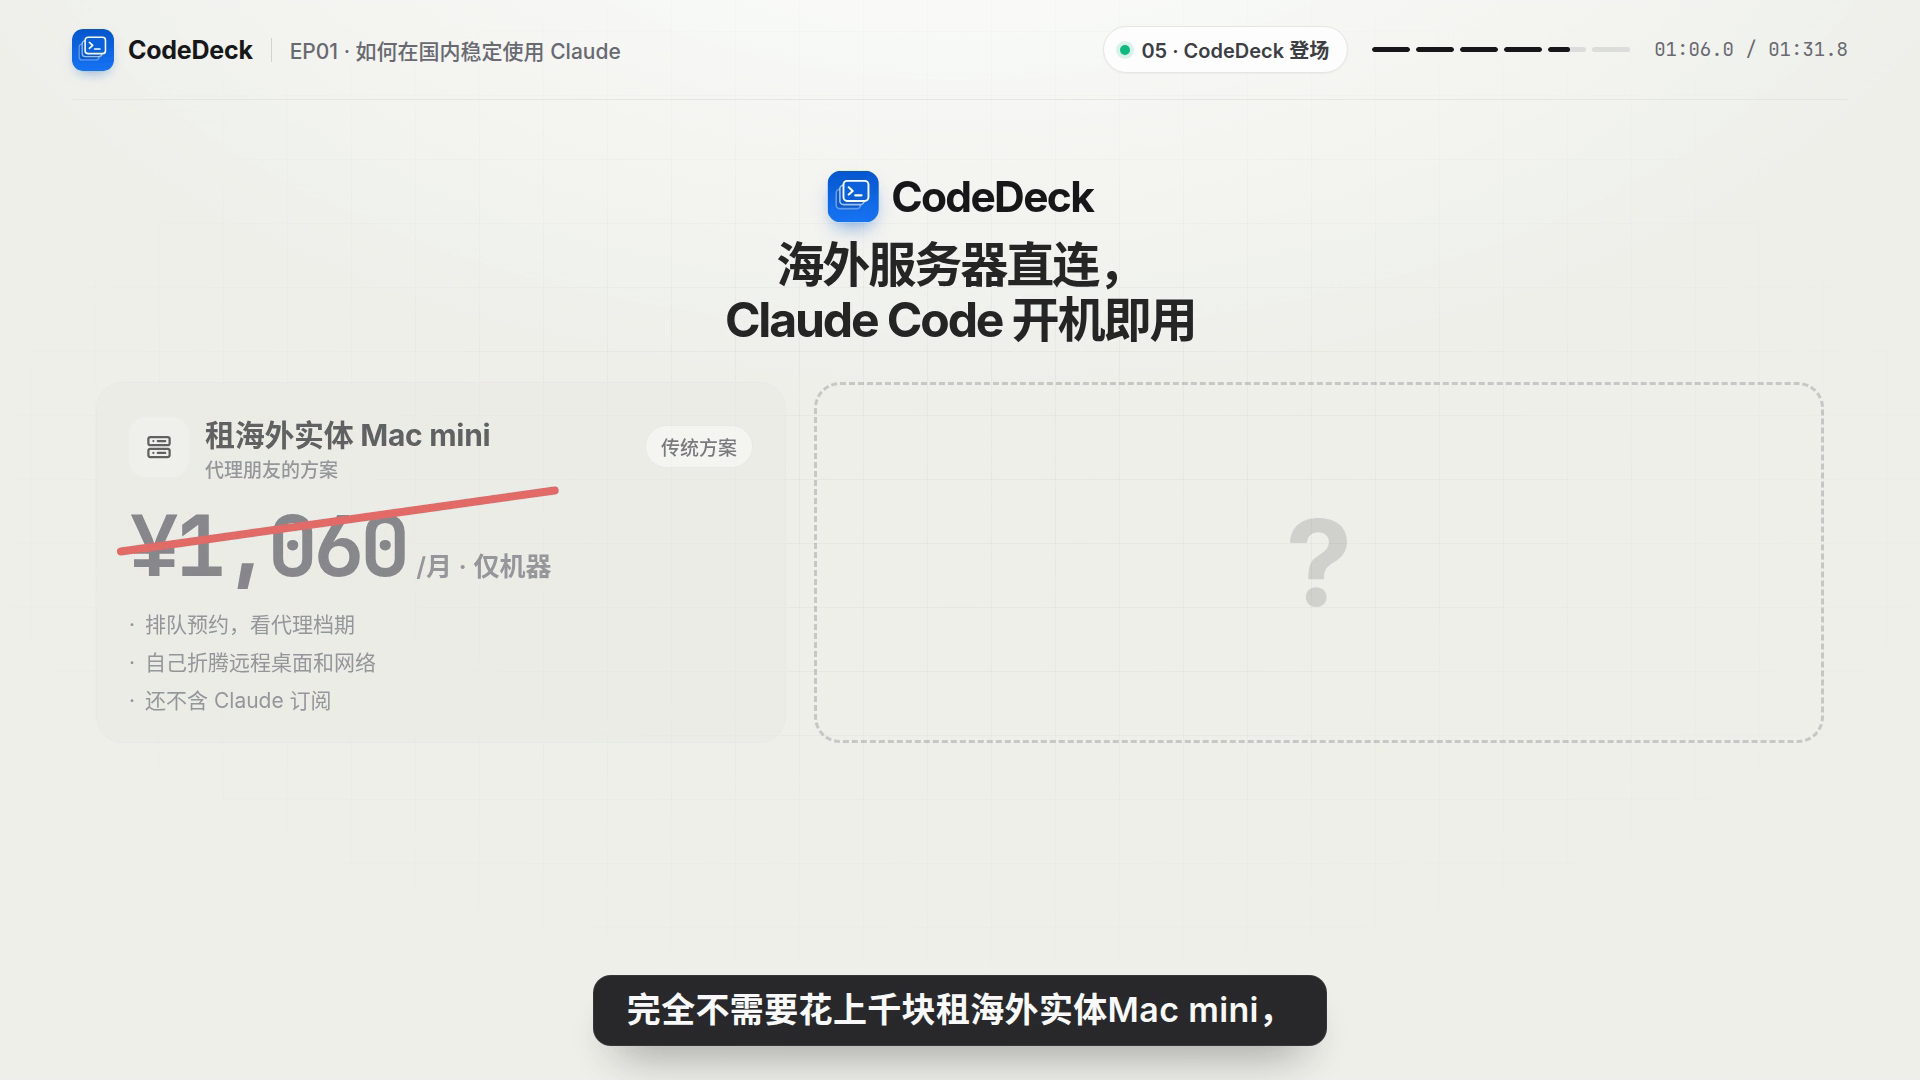 CodeDeck
EP01 · 如何在国内稳定使用 Claude
05 · CodeDeck 登场
01:06.0 / 01:31.8
CodeDeck
海外服务器直连，
Claude Code 开机即用
租海外实体 Mac mini
代理朋友的方案
传统方案
¥1,060 /月 · 仅机器
· 排队预约，看代理档期
· 自己折腾远程桌面和网络
· 还不含 Claude 订阅
?
完全不需要花上千块租海外实体Mac mini，